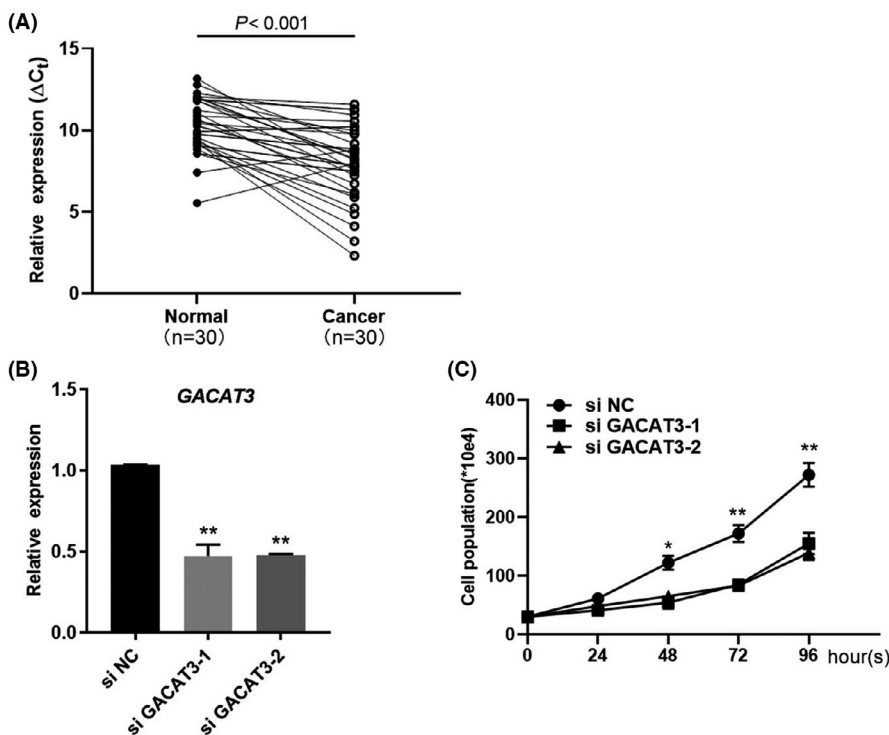 (A)
P< 0.001
Relative expression (ΔCt)
15
10
5
0
Normal
(n=30)
Cancer
(n=30)
(B)
GACAT3
Relative expression
1.5
1.0
0.5
0.0
**
**
si NC
si GACAT3-1
si GACAT3-2
(C)
si NC
si GACAT3-1
si GACAT3-2
Cell population(*10e4)
400
300
200
100
0
*
**
**
0 24 48 72 96 hour(s)